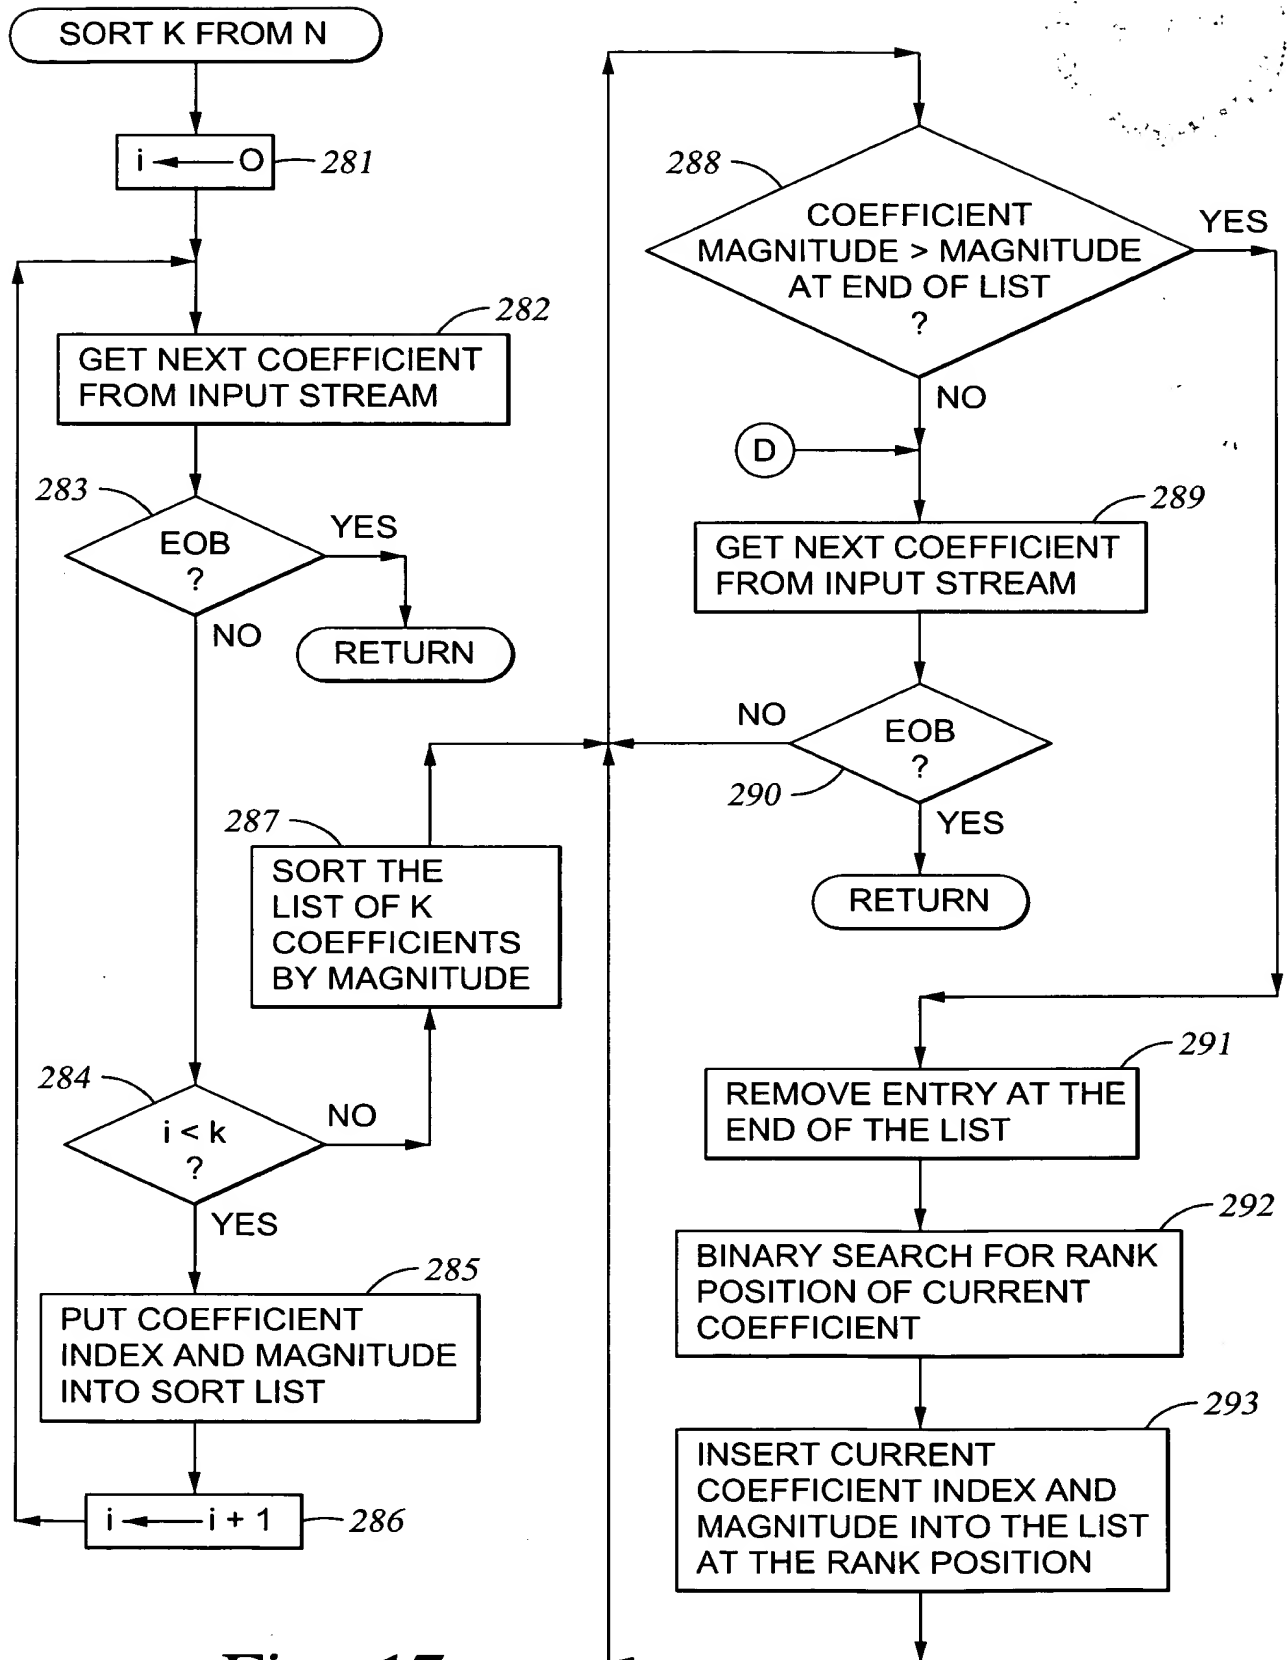 SORT K FROM N
i ← O
281
282
GET NEXT COEFFICIENT
FROM INPUT STREAM
283
EOB
?
YES
RETURN
NO
287
SORT THE
LIST OF K
COEFFICIENTS
BY MAGNITUDE
284
i < k
?
NO
YES
285
PUT COEFFICIENT
INDEX AND MAGNITUDE
INTO SORT LIST
i ← i + 1
286
288
COEFFICIENT
MAGNITUDE > MAGNITUDE
AT END OF LIST
?
YES
NO
D
289
GET NEXT COEFFICIENT
FROM INPUT STREAM
NO
EOB
?
290
YES
RETURN
291
REMOVE ENTRY AT THE
END OF THE LIST
292
BINARY SEARCH FOR RANK
POSITION OF CURRENT
COEFFICIENT
293
INSERT CURRENT
COEFFICIENT INDEX AND
MAGNITUDE INTO THE LIST
AT THE RANK POSITION